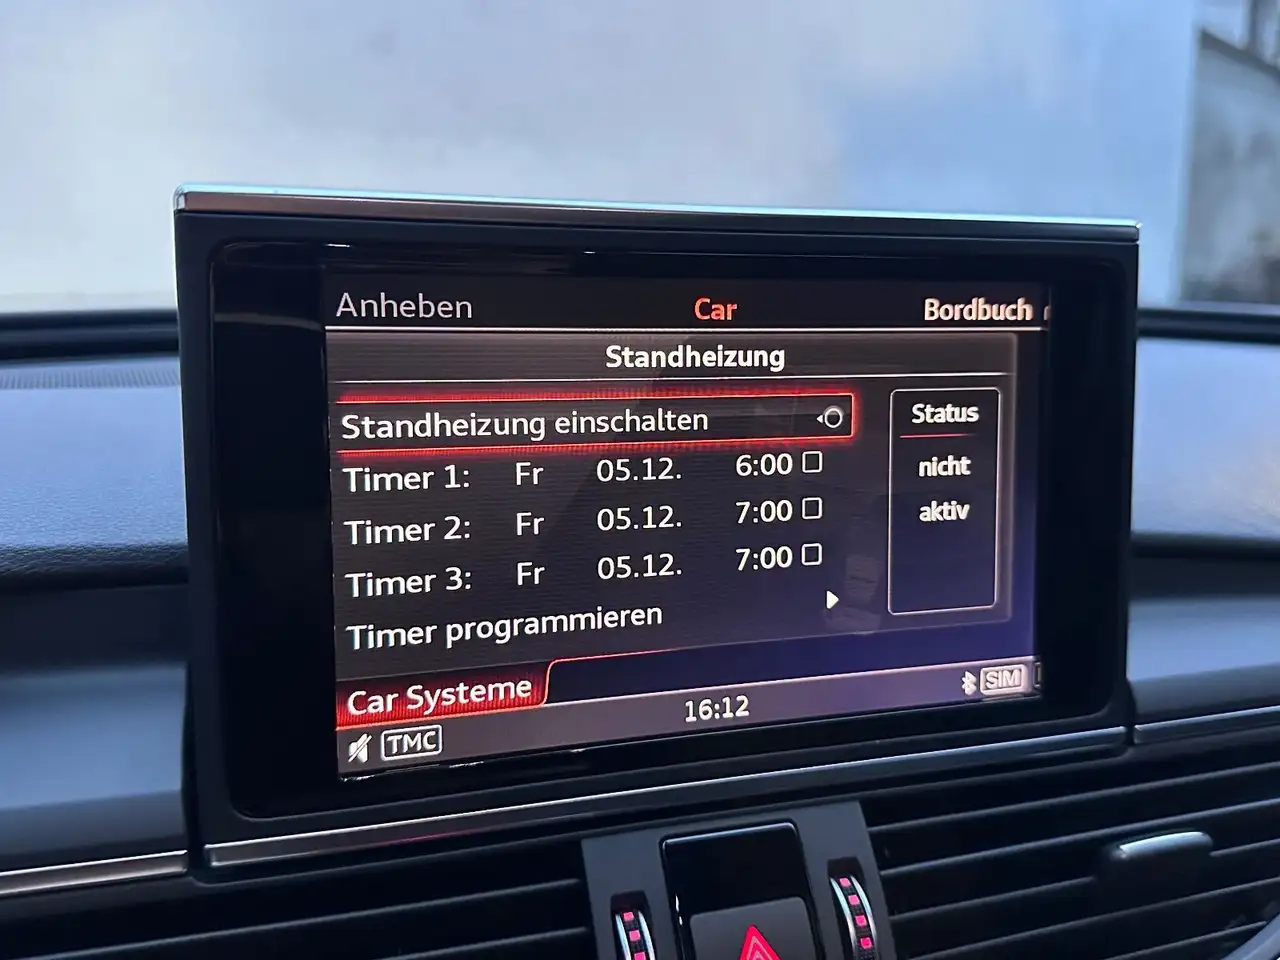 Anheben Car Bordbuch
Standheizung
Standheizung einschalten
Timer 1: Fr 05.12. 6:00
Timer 2: Fr 05.12. 7:00
Timer 3: Fr 05.12. 7:00
Timer programmieren
Status
nicht
aktiv
Car Systeme
16:12
SIM
TMC